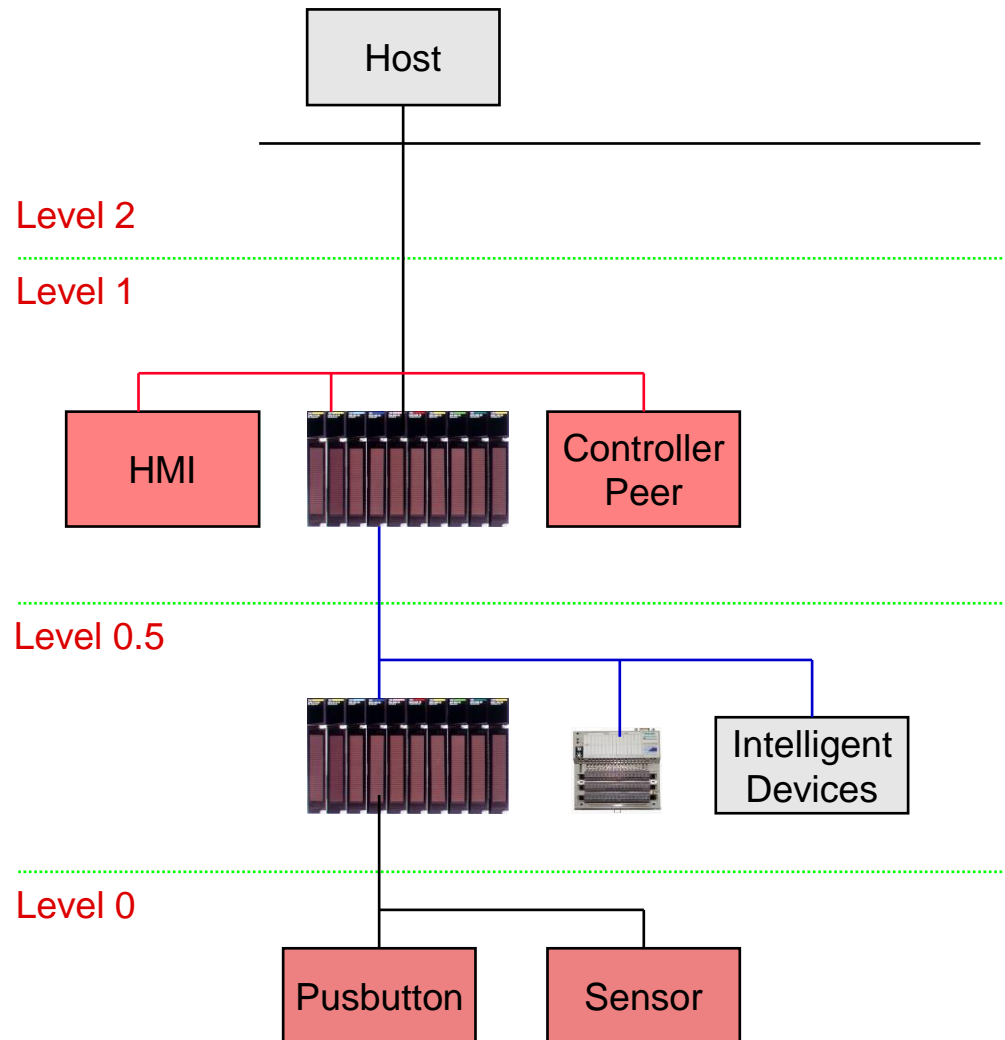 Host
Level 2
Level 1
HMI
Controller
Peer
Level 0.5
Intelligent
Devices
Level 0
Pusbutton
Sensor